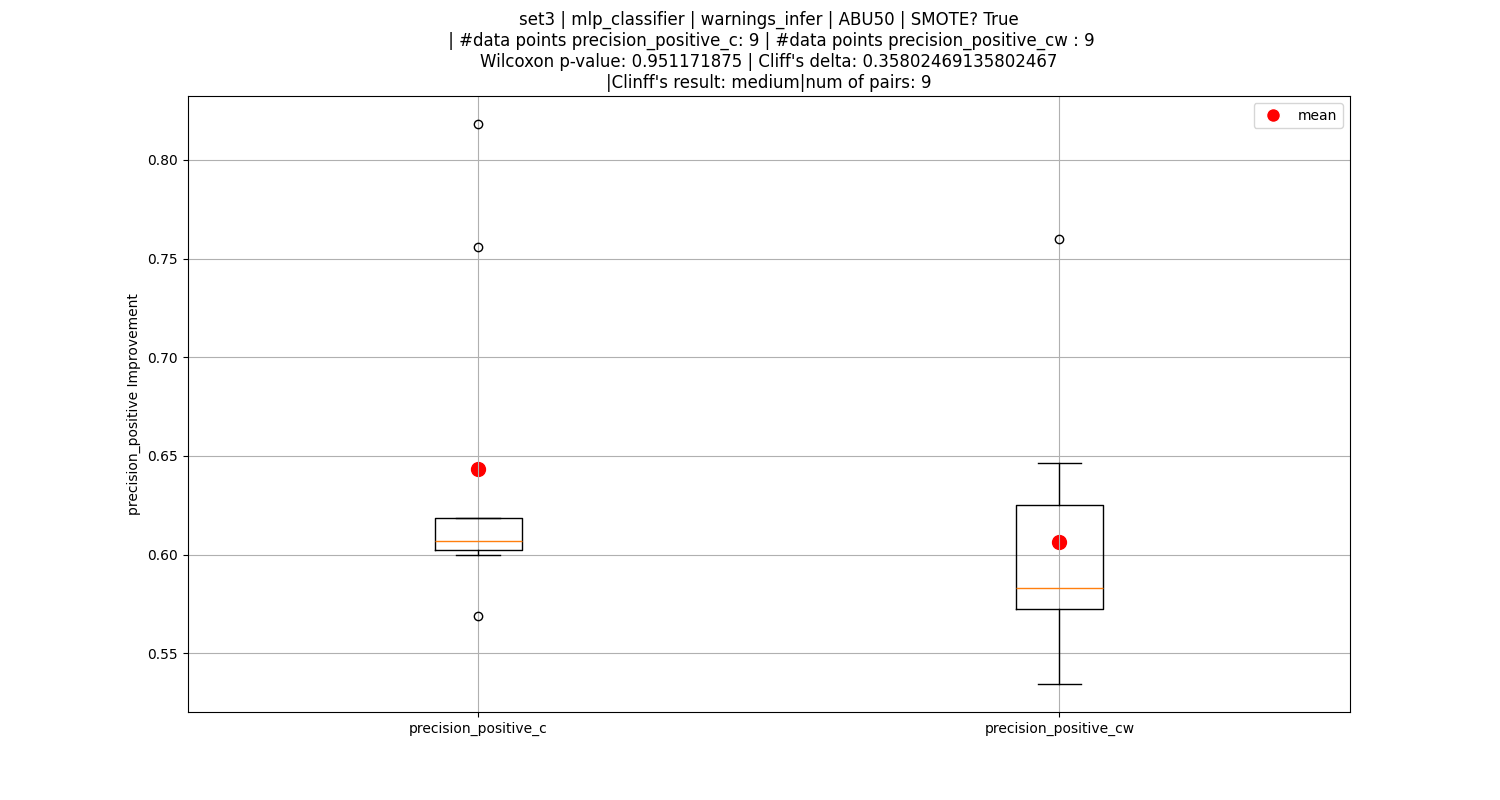 set3 | mlp_classifier | warnings_infer | ABU50 | SMOTE? True
| #data points precision_positive_c: 9 | #data points precision_positive_cw : 9
Wilcoxon p-value: 0.951171875 | Cliff's delta: 0.35802469135802467
|Clinff's result: medium|num of pairs: 9
mean
0.80
0.75
0.70
0.65
0.60
0.55
precision_positive Improvement
precision_positive_c
precision_positive_cw